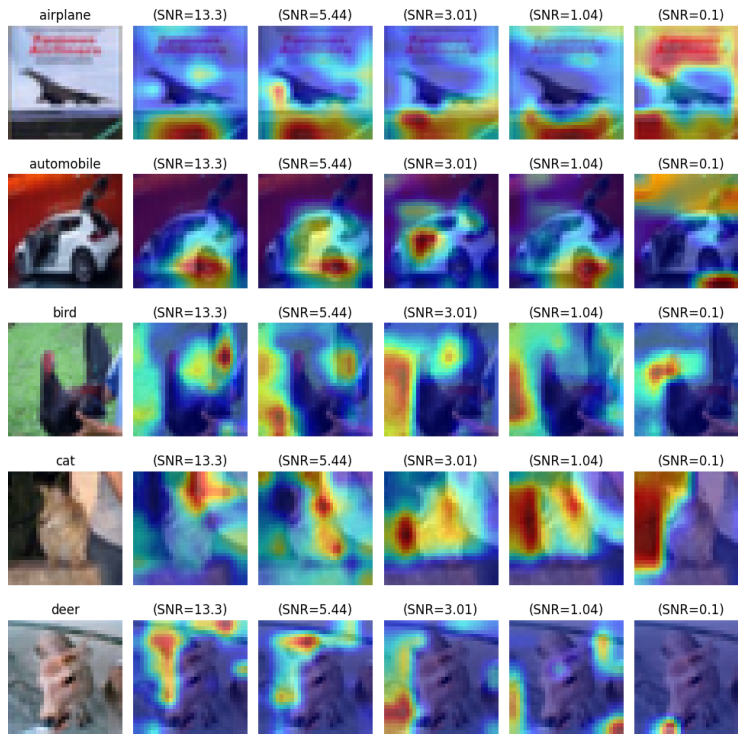 airplane (SNR=13.3) (SNR=5.44) (SNR=3.01) (SNR=1.04) (SNR=0.1)
automobile (SNR=13.3) (SNR=5.44) (SNR=3.01) (SNR=1.04) (SNR=0.1)
bird (SNR=13.3) (SNR=5.44) (SNR=3.01) (SNR=1.04) (SNR=0.1)
cat (SNR=13.3) (SNR=5.44) (SNR=3.01) (SNR=1.04) (SNR=0.1)
deer (SNR=13.3) (SNR=5.44) (SNR=3.01) (SNR=1.04) (SNR=0.1)